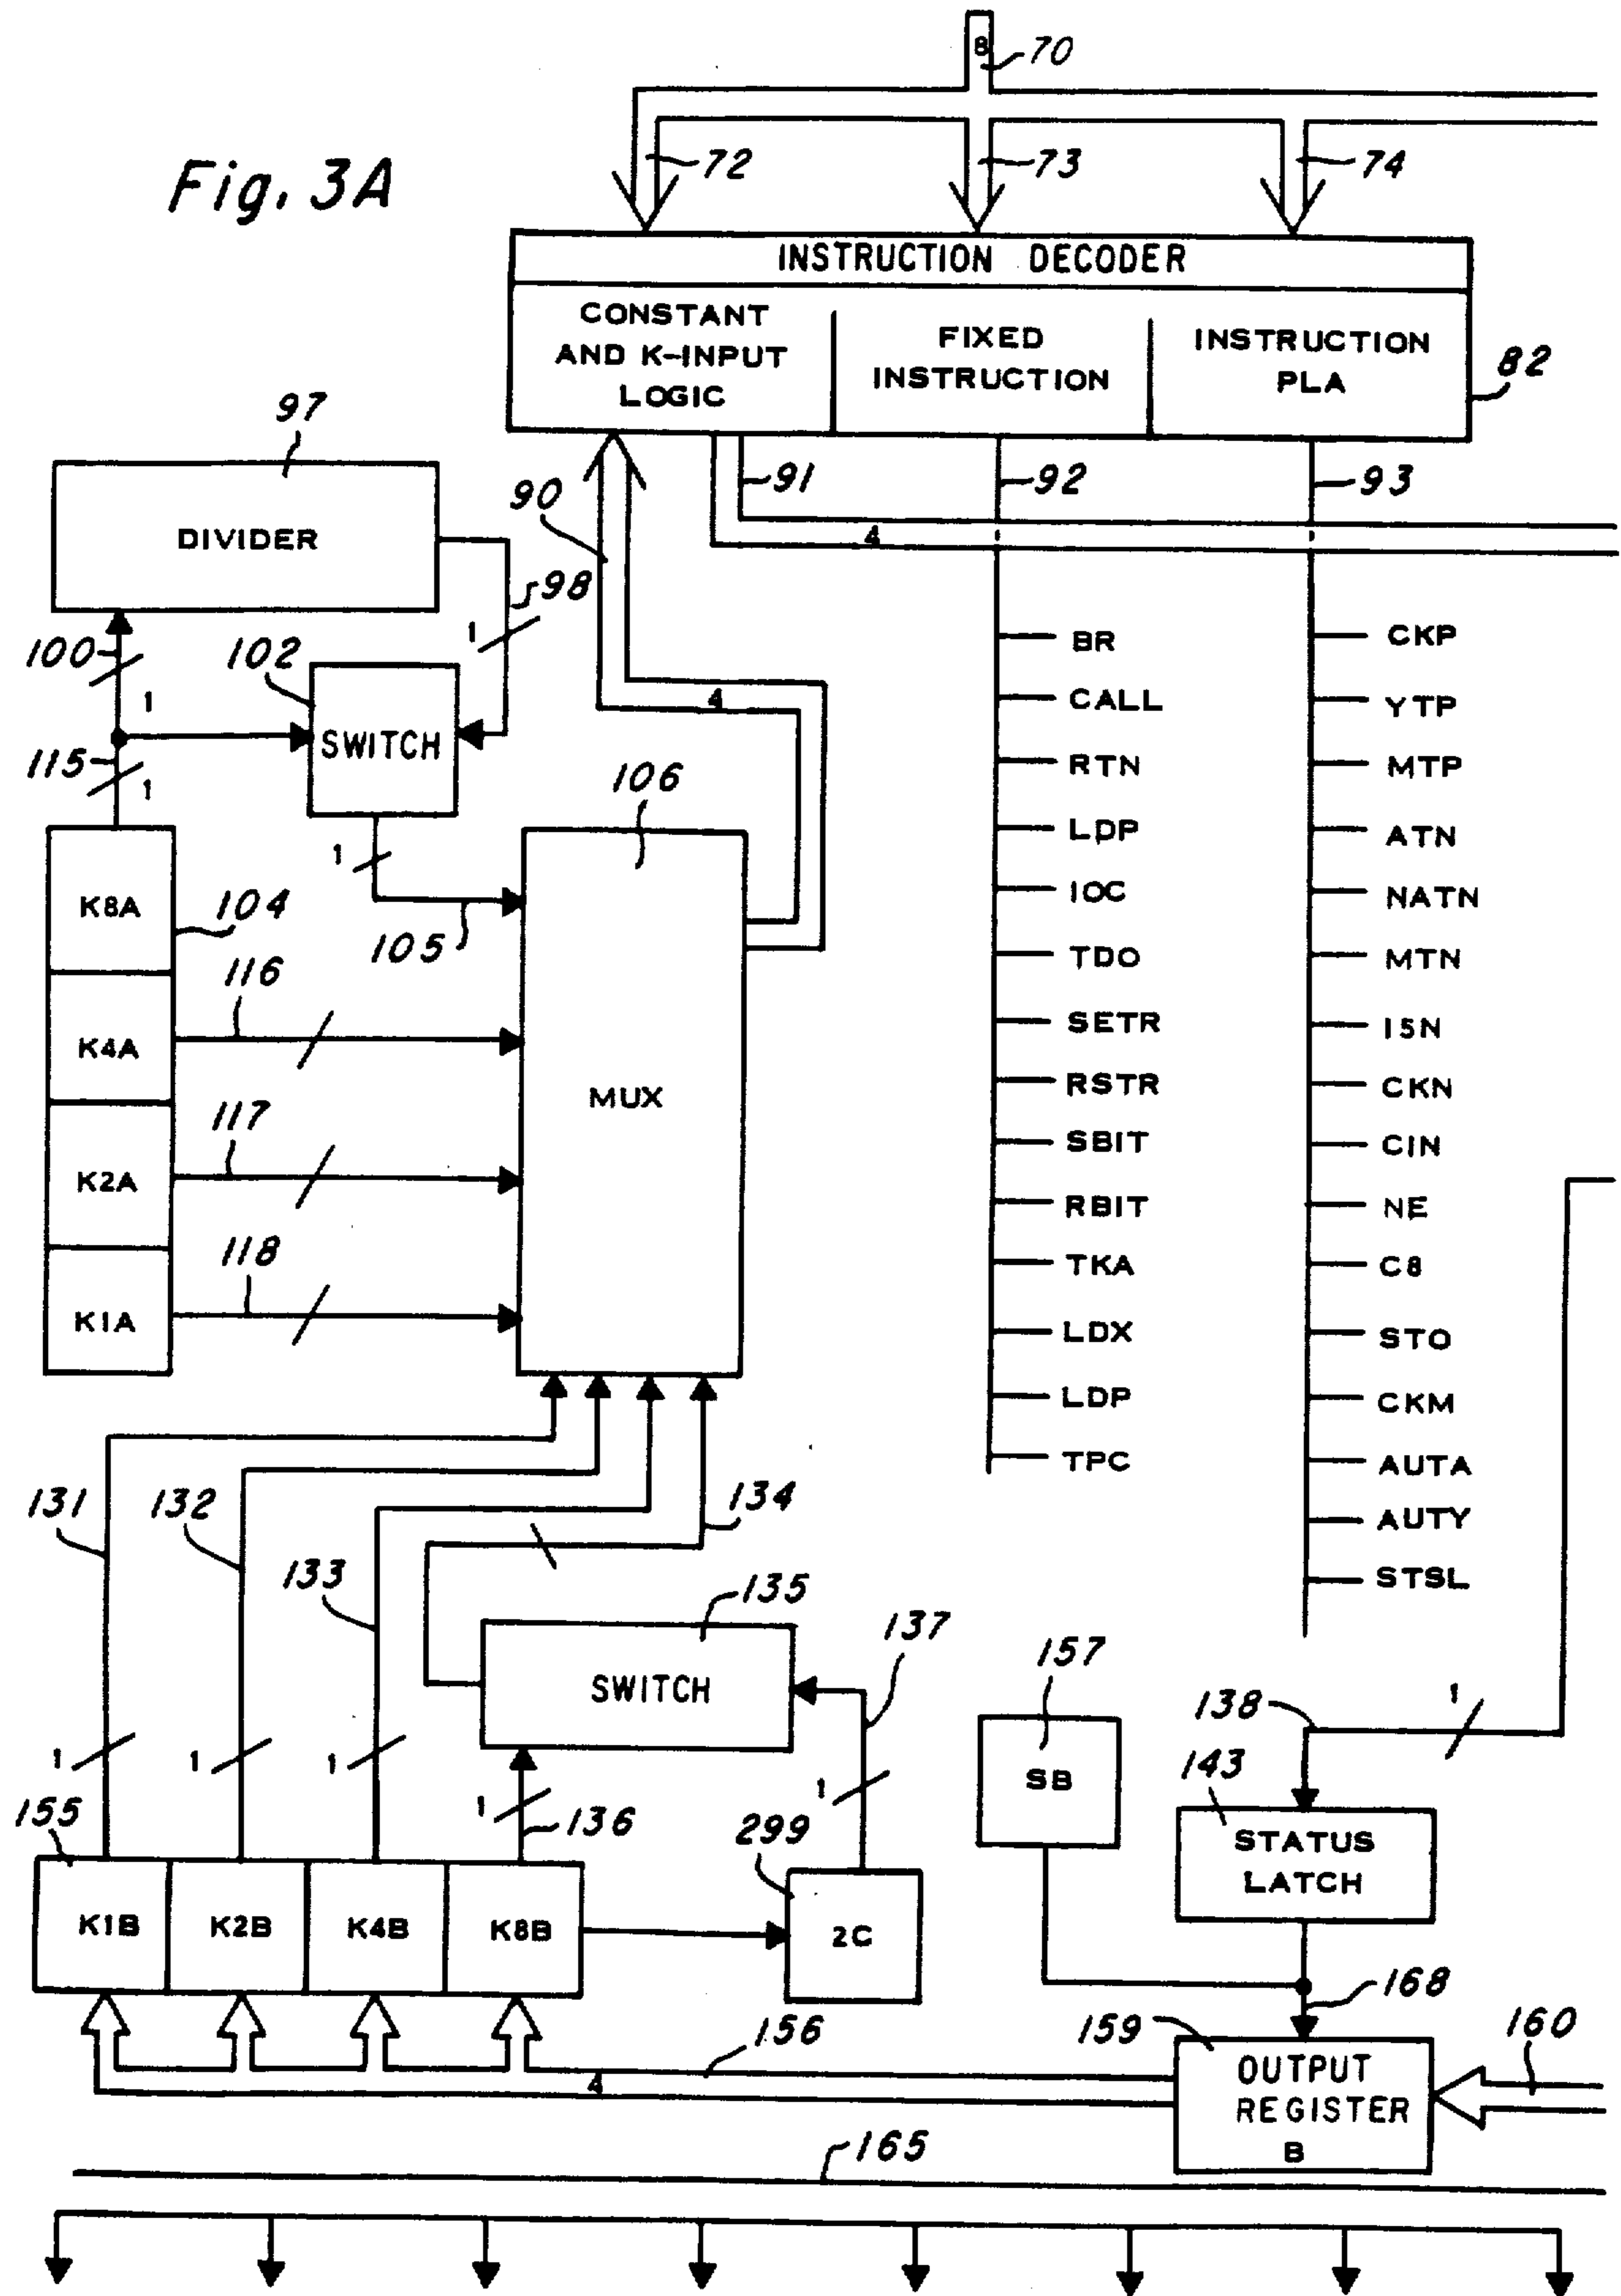 Fig. 3A
8
70
72
73
74
INSTRUCTION DECODER
CONSTANT
AND K-INPUT
LOGIC
FIXED
INSTRUCTION
INSTRUCTION
PLA
82
97
DIVIDER
90
91
92
93
4
98
1
100
1
102
SWITCH
115
1
4
106
1
105
K8A
104
116
K4A
MUX
117
K2A
118
K1A
BR
CALL
RTN
LDP
IOC
TDO
SETR
RSTR
SBIT
RBIT
TKA
LDX
LDP
TPC
CKP
YTP
MTP
ATN
NATN
MTN
15N
CKN
CIN
NE
C8
STO
CKM
AUTA
AUTY
STSL
131
132
133
134
135
SWITCH
137
157
SB
138
1
143
STATUS
LATCH
1
1
1
1
136
1
155
299
K1B
K2B
K4B
K8B
2C
168
156
4
159
OUTPUT
REGISTER
B
160
165